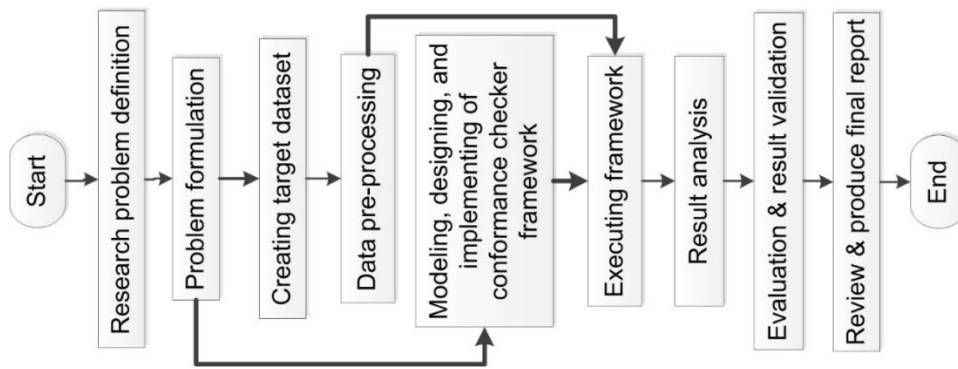 Start
Research problem definition
Problem formulation
Creating target dataset
Data pre-processing
Modeling, designing, and
implementing of
conformance checker
framework
Executing framework
Result analysis
Evaluation & result validation
Review & produce final report
End